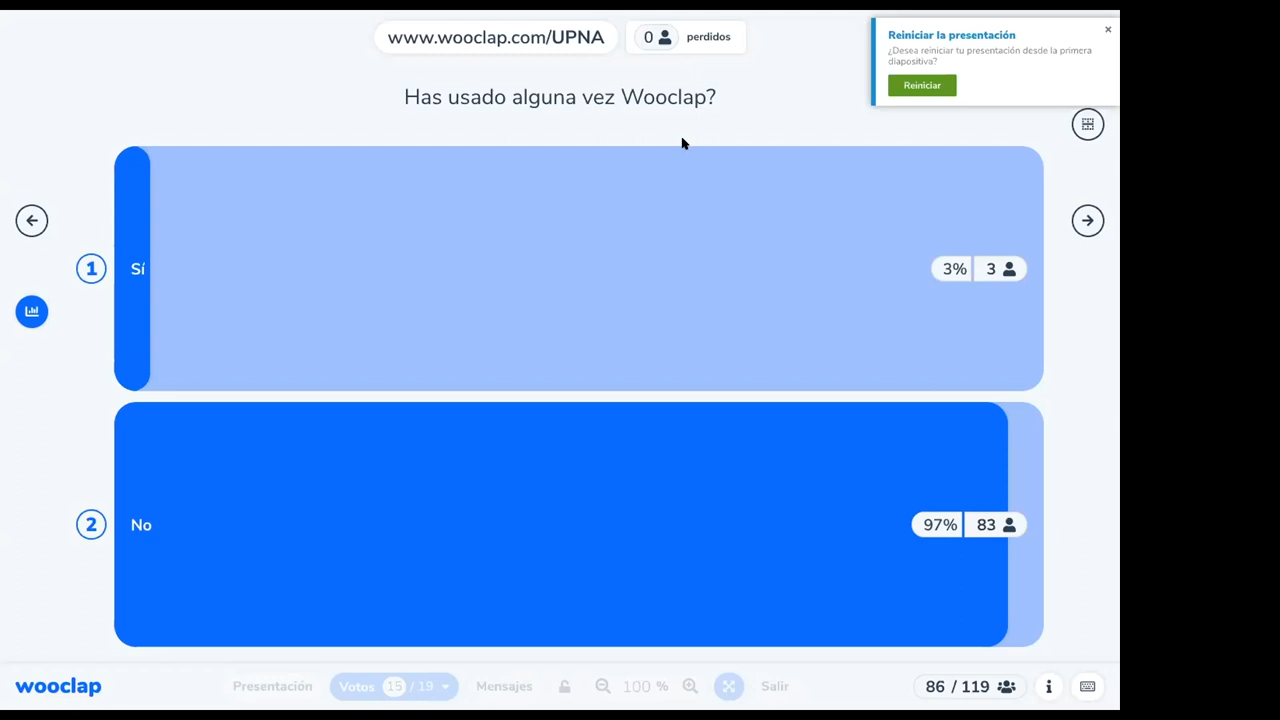 www.wooclap.com/UPNA
0 perdidos
Reiniciar la presentación
¿Desea reiniciar tu presentación desde la primera
diapositiva?
Reiniciar
Has usado alguna vez Wooclap?
1 Sí 3% 3
2 No 97% 83
wooclap Presentación Votos 15 / 19 Mensajes 100 % Salir 86 / 119